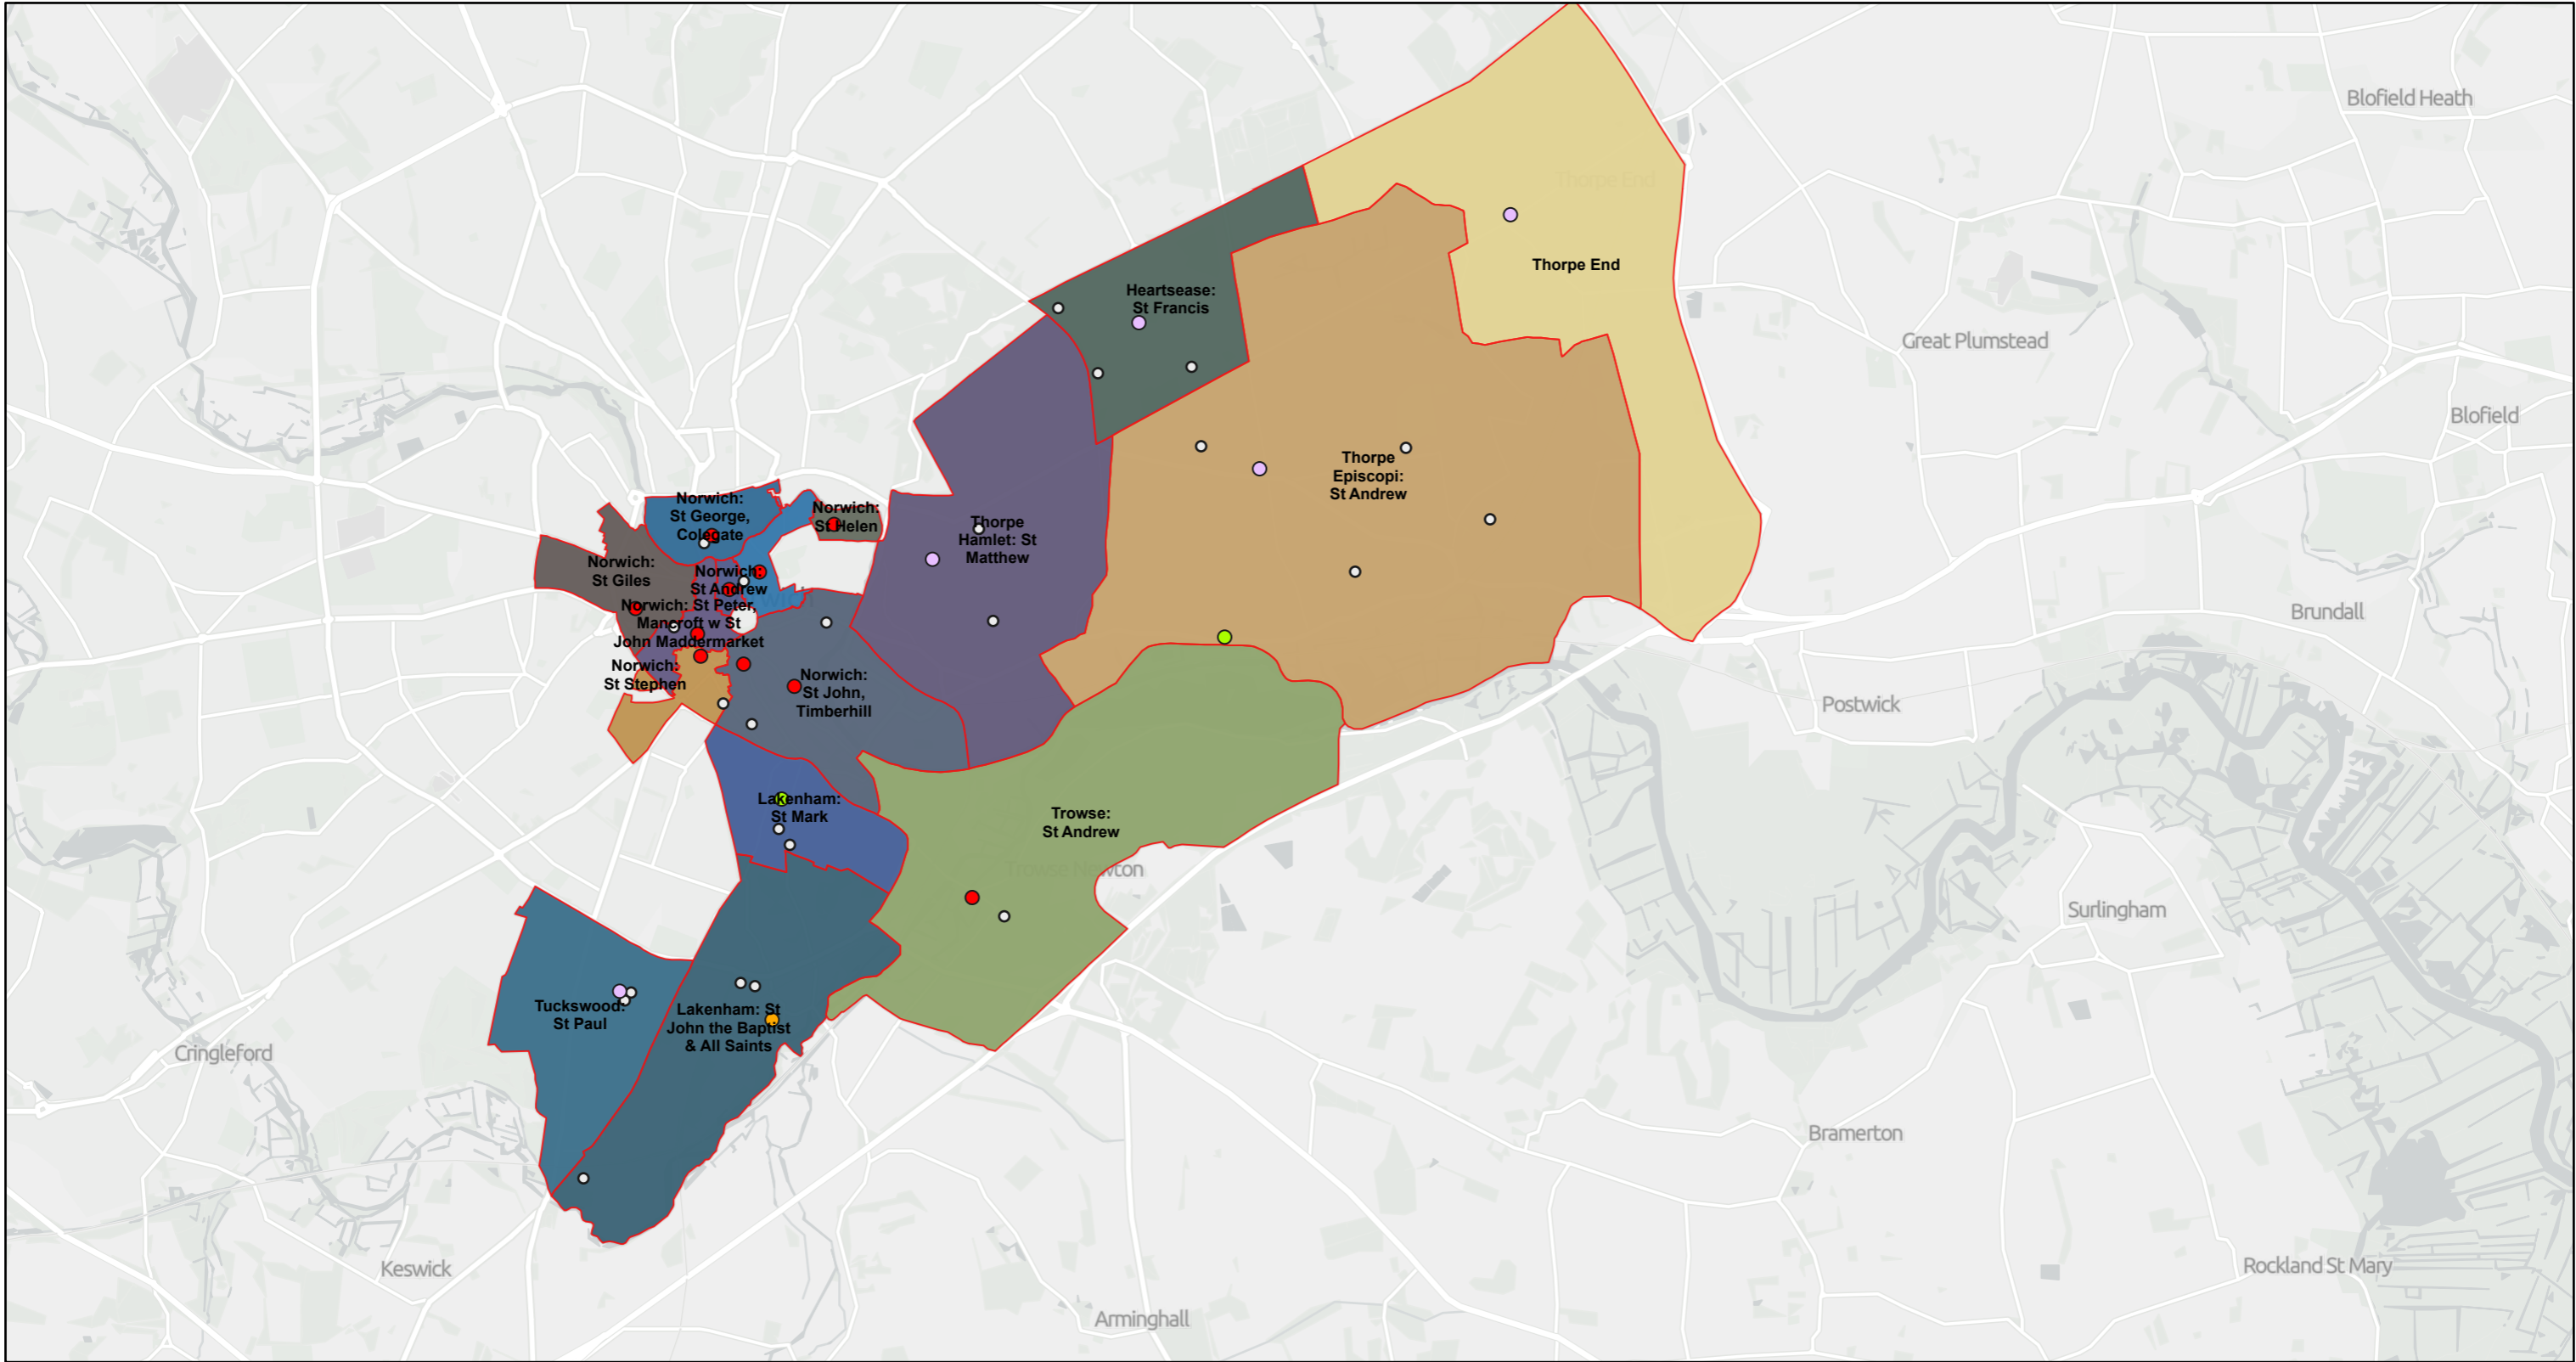 Blofield Heath
Thorpe End
Thorpe End
Heartsease:
St Francis
Great Plumstead
Blofield
Thorpe
Episcopi:
St Andrew
Norwich:
St George,
Colegate
Norwich:
St Helen
Thorpe
Hamlet: St
Matthew
Norwich:
St Giles
Norwich:
St Andrew
Norwich: St Peter,
Mancroft w St
John Maddermarket
Brundall
Norwich:
St Stephen
Norwich:
St John,
Timberhill
Postwick
Lakenham:
St Mark
Trowse:
St Andrew
Trowse Newton
Surlingham
Tuckswood:
St Paul
Lakenham: St
John the Baptist
& All Saints
Cringleford
Bramerton
Keswick
Rockland St Mary
Arminghall